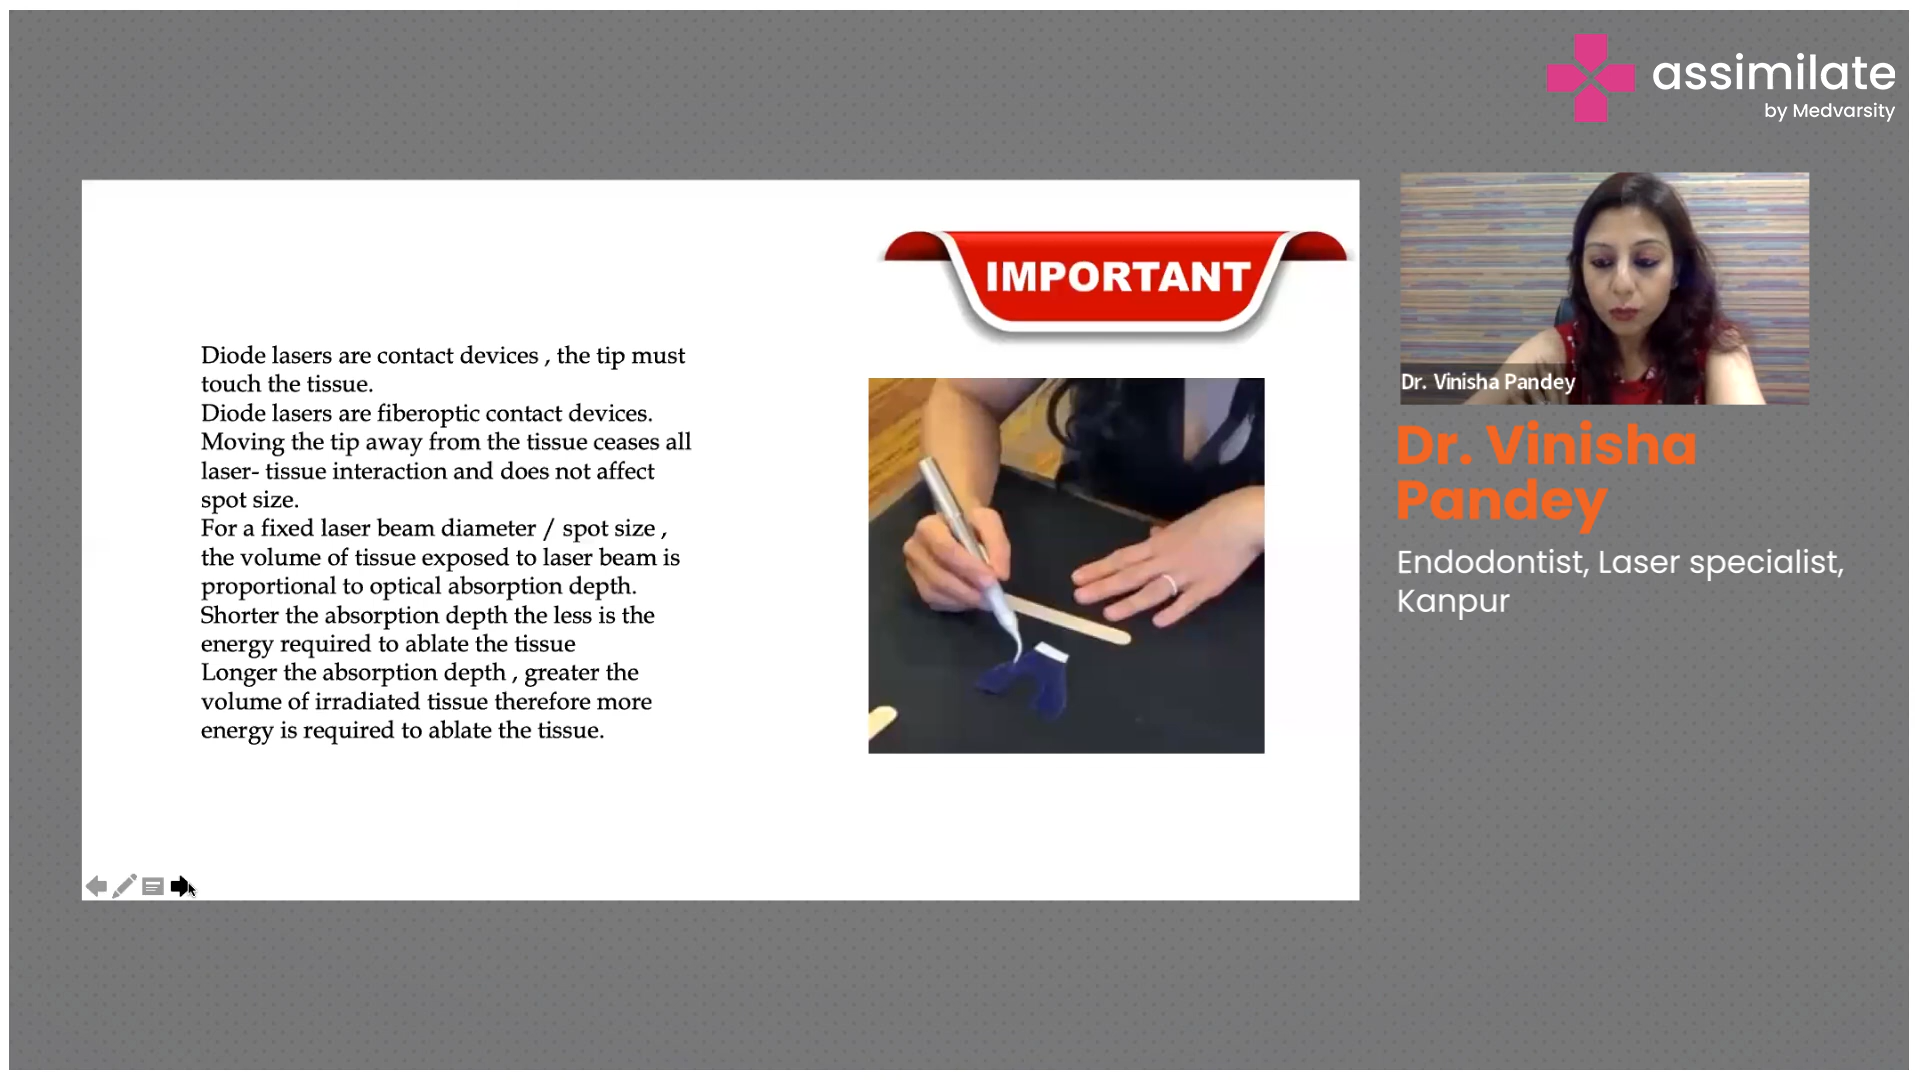 assimilate
by Medvarsity
IMPORTANT
Diode lasers are contact devices , the tip must
touch the tissue.
Diode lasers are fiberoptic contact devices.
Moving the tip away from the tissue ceases all
laser- tissue interaction and does not affect
spot size.
For a fixed laser beam diameter / spot size ,
the volume of tissue exposed to laser beam is
proportional to optical absorption depth.
Shorter the absorption depth the less is the
energy required to ablate the tissue
Longer the absorption depth , greater the
volume of irradiated tissue therefore more
energy is required to ablate the tissue.
Dr. Vinisha Pandey
Dr. Vinisha
Pandey
Endodontist, Laser specialist,
Kanpur